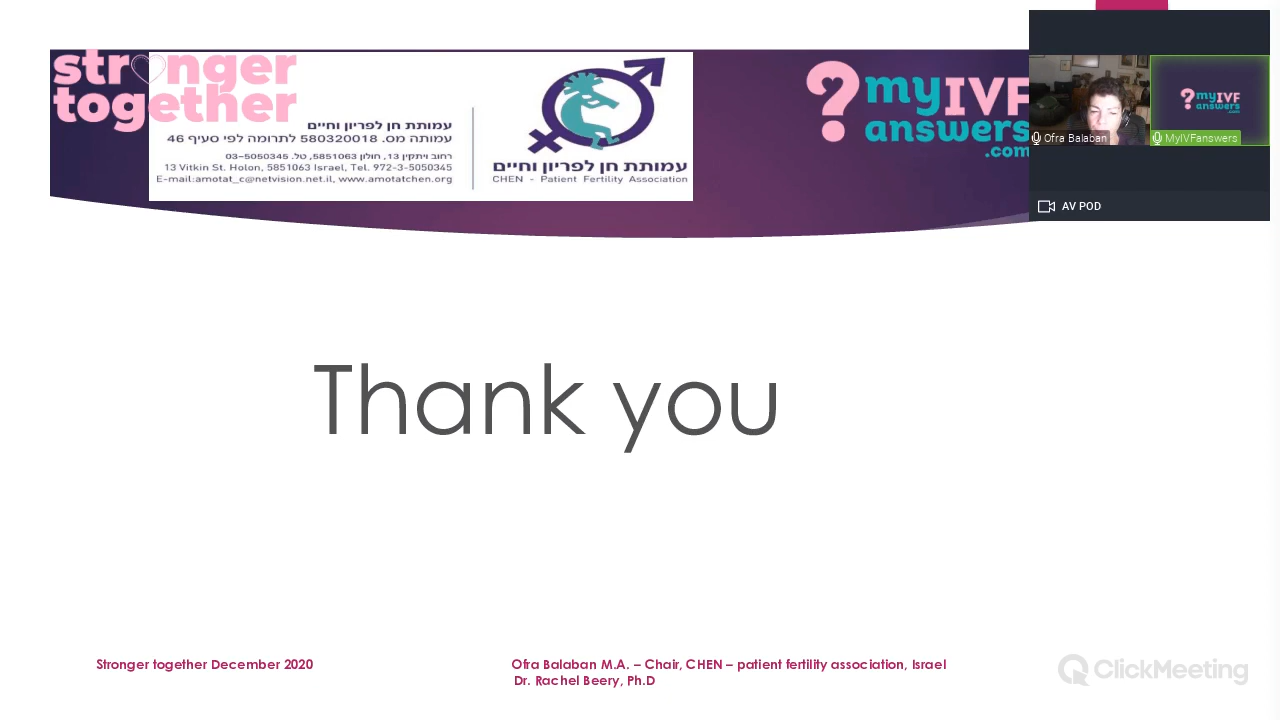 stronger
together
עמותת חן לפריון וחיים
עמותה מס. 580320018 לתרומה לפי סעיף 46
רחוב ויתקין 13, חולון 5851063, טל. 03-5050345
13 Vitkin St. Holon, 5851063 Israel, Tel. 972-3-5050345
E-mail:amotat_c@netvision.net.il, www.amotatchen.org
עמותת חן לפריון וחיים
CHEN - Patient Fertility Association
?myIVF
answers
.com
?myIVF
answers
.com
Ofra Balaban
MyIVFanswers
AV POD
Thank you
Stronger together December 2020
Ofra Balaban M.A. – Chair, CHEN – patient fertility association, Israel
Dr. Rachel Beery, Ph.D
ClickMeeting